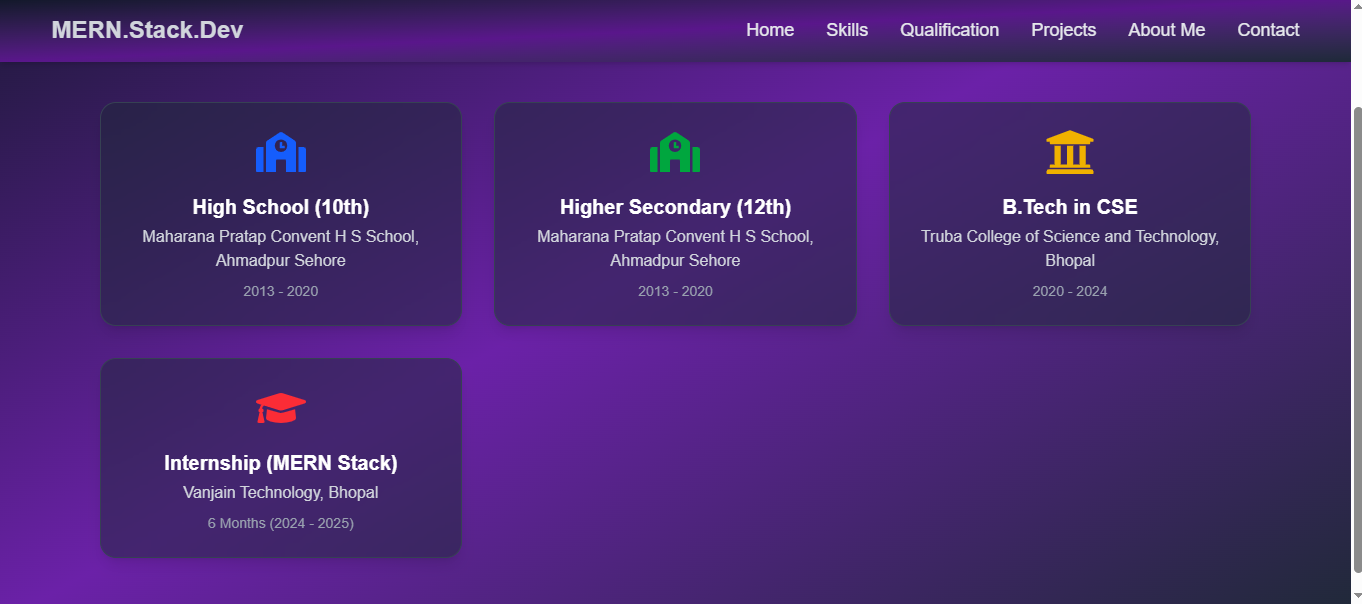 MERN.Stack.Dev
Home Skills Qualification Projects About Me Contact
High School (10th)
Maharana Pratap Convent H S School,
Ahmadpur Sehore
2013 - 2020
Higher Secondary (12th)
Maharana Pratap Convent H S School,
Ahmadpur Sehore
2013 - 2020
B.Tech in CSE
Truba College of Science and Technology,
Bhopal
2020 - 2024
Internship (MERN Stack)
Vanjain Technology, Bhopal
6 Months (2024 - 2025)